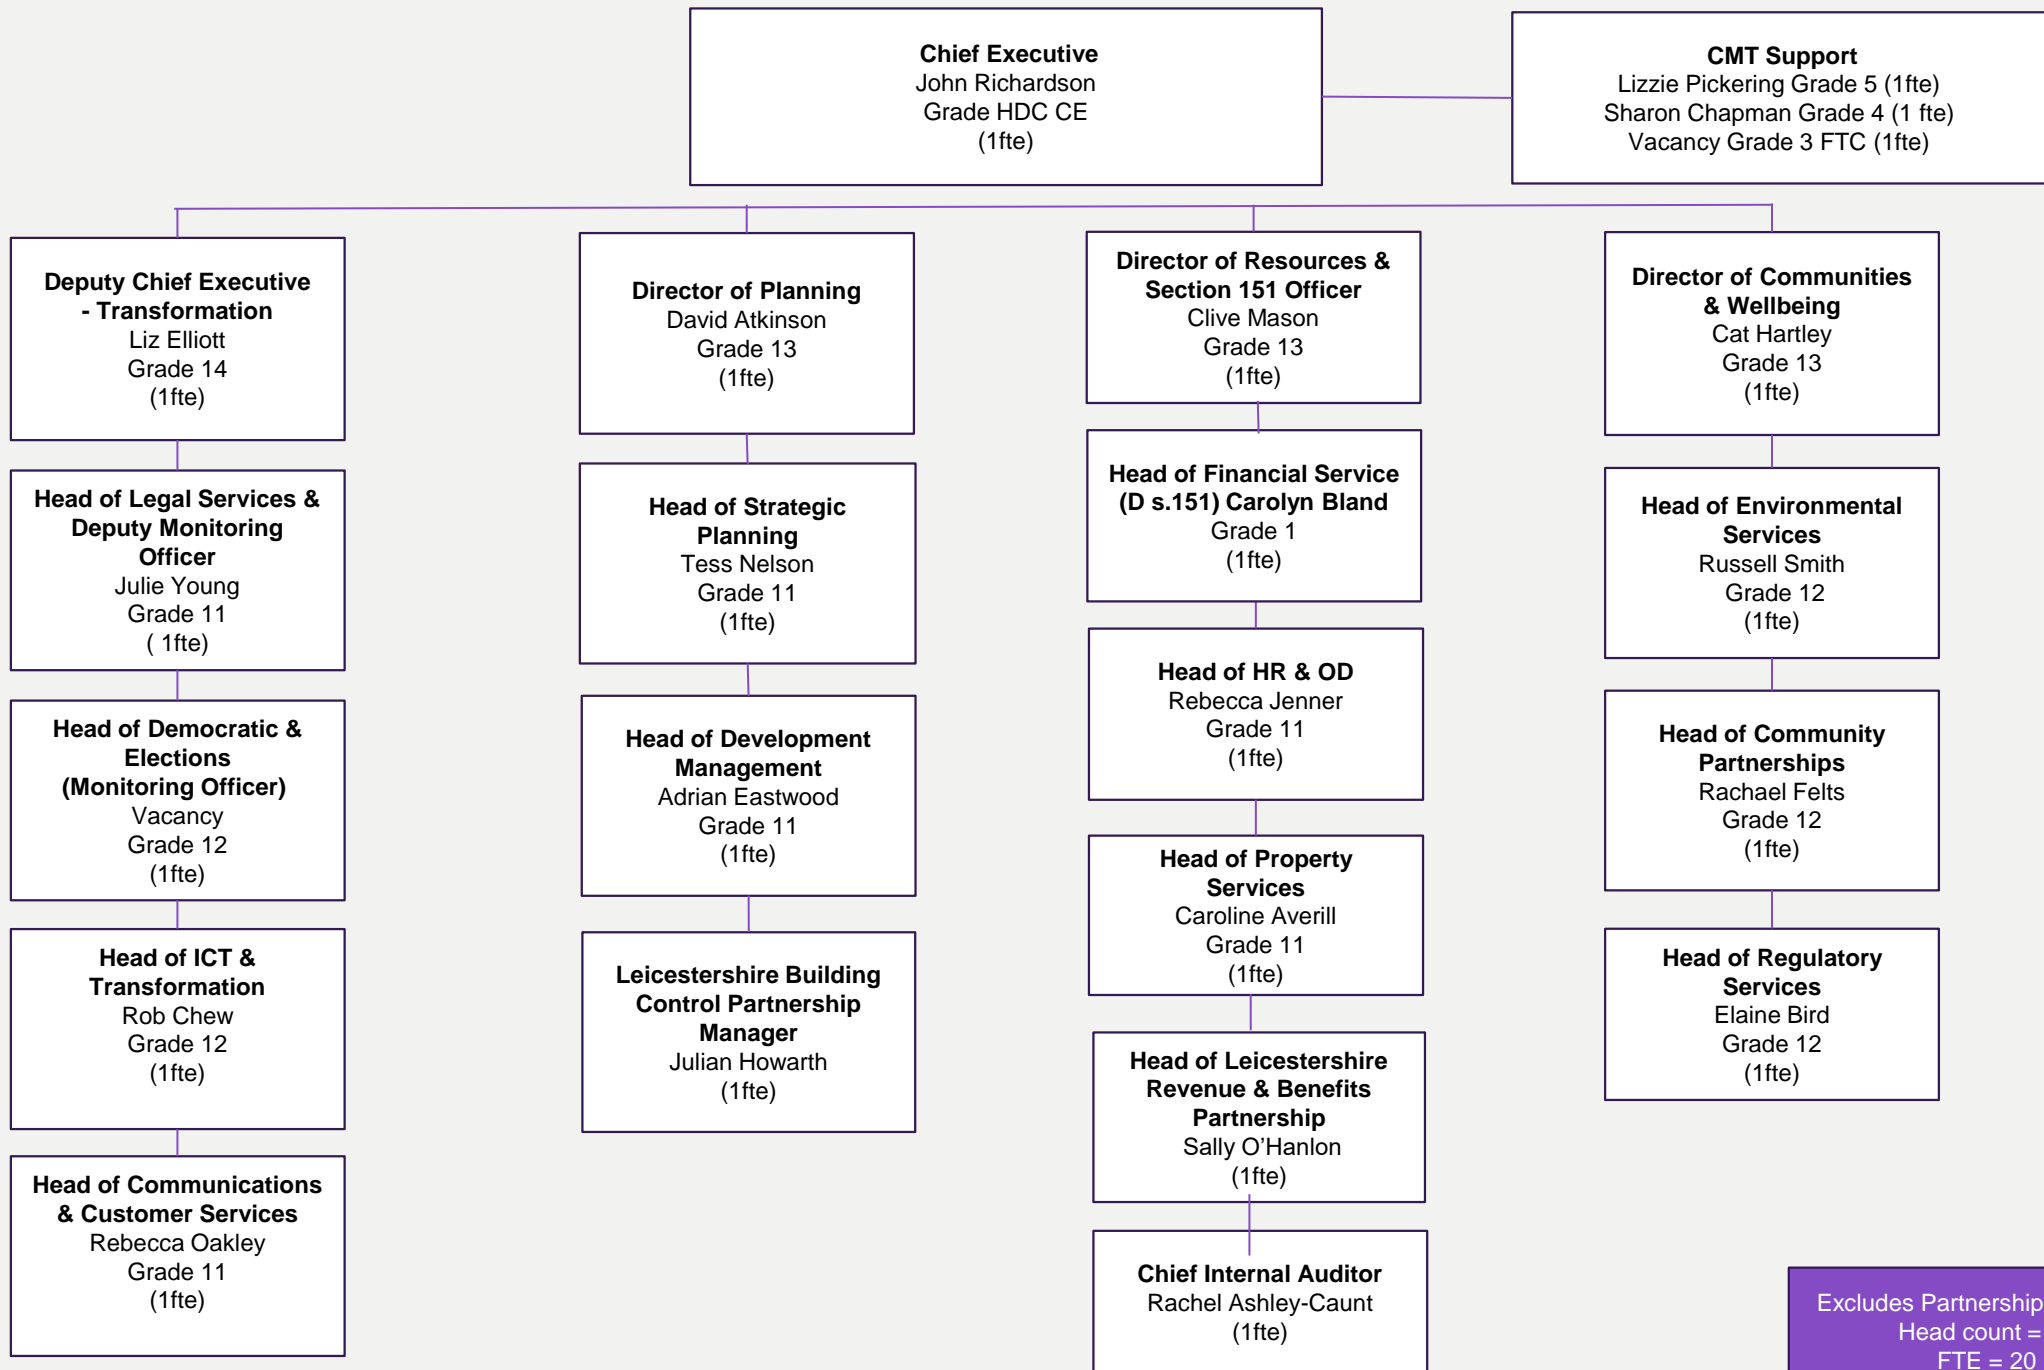 Chief Executive
John Richardson
Grade HDC CE
(1fte)
CMT Support
Lizzie Pickering Grade 5 (1fte)
Sharon Chapman Grade 4 (1 fte)
Vacancy Grade 3 FTC (1fte)
Deputy Chief Executive
- Transformation
Liz Elliott
Grade 14
(1fte)
Head of Legal Services &
Deputy Monitoring
Officer
Julie Young
Grade 11
( 1fte)
Head of Democratic &
Elections
(Monitoring Officer)
Vacancy
Grade 12
(1fte)
Head of ICT &
Transformation
Rob Chew
Grade 12
(1fte)
Head of Communications
& Customer Services
Rebecca Oakley
Grade 11
(1fte)
Director of Planning
David Atkinson
Grade 13
(1fte)
Head of Strategic
Planning
Tess Nelson
Grade 11
(1fte)
Head of Development
Management
Adrian Eastwood
Grade 11
(1fte)
Leicestershire Building
Control Partnership
Manager
Julian Howarth
(1fte)
Director of Resources &
Section 151 Officer
Clive Mason
Grade 13
(1fte)
Head of Financial Service
(D s.151) Carolyn Bland
Grade 1
(1fte)
Head of HR & OD
Rebecca Jenner
Grade 11
(1fte)
Head of Property
Services
Caroline Averill
Grade 11
(1fte)
Head of Leicestershire
Revenue & Benefits
Partnership
Sally O’Hanlon
(1fte)
Chief Internal Auditor
Rachel Ashley-Caunt
(1fte)
Director of Communities
& Wellbeing
Cat Hartley
Grade 13
(1fte)
Head of Environmental
Services
Russell Smith
Grade 12
(1fte)
Head of Community
Partnerships
Rachael Felts
Grade 12
(1fte)
Head of Regulatory
Services
Elaine Bird
Grade 12
(1fte)
Excludes Partnership
Head count =
FTE = 20